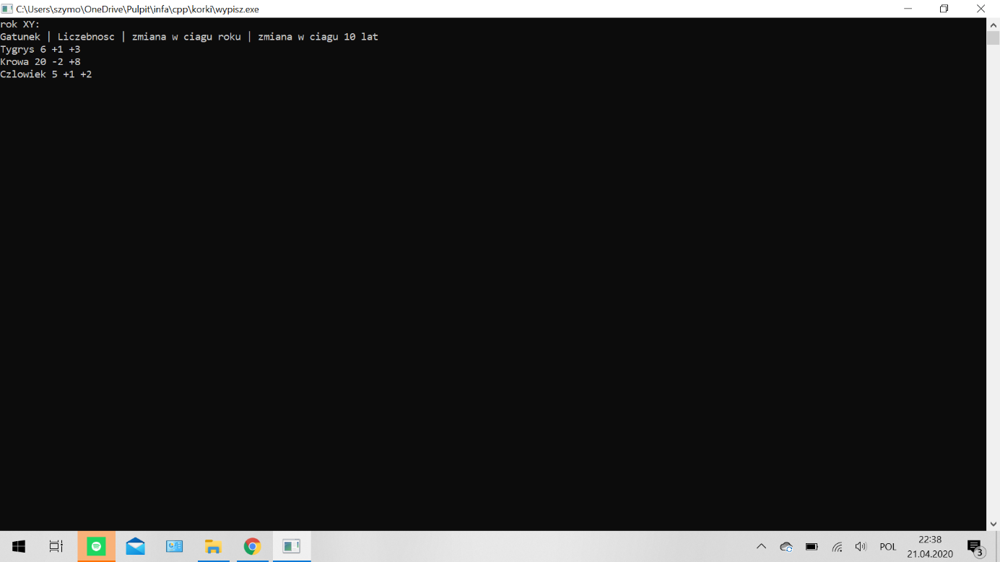 C:\Users\szymo\OneDrive\Pulpit\infa\cpp\korki\wypisz.exe
rok XY:
Gatunek | Liczebnosc | zmiana w ciagu roku | zmiana w ciagu 10 lat
Tygrys 6 +1 +3
Krowa 20 -2 +8
Czlowiek 5 +1 +2
POL
22:38
21.04.2020
3